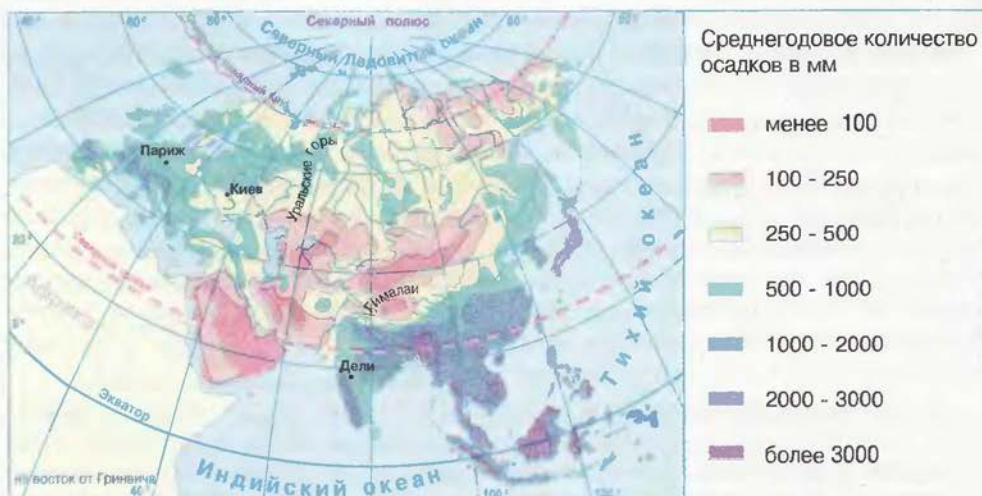 Северный полюс
Северный Ледовитый океан
Париж
Киев
Уральские горы
Гималаи
Дели
Африка
Экватор
Индийский океан
Тихий океан
на восток от Гринвича
Среднегодовое количество
осадков в мм
менее 100
100 - 250
250 - 500
500 - 1000
1000 - 2000
2000 - 3000
более 3000